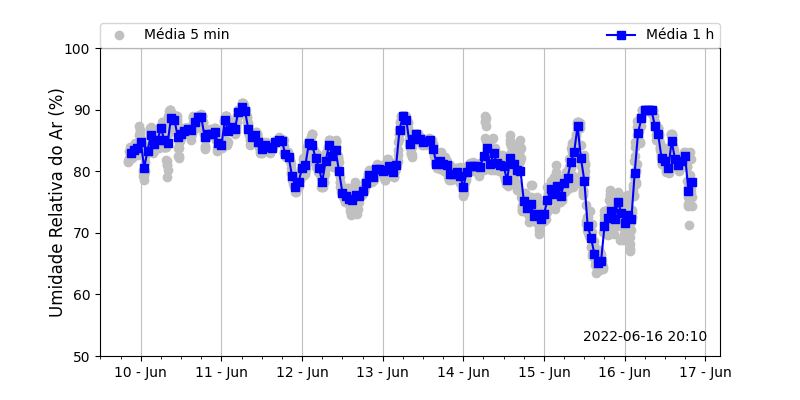 Média 5 min
Média 1 h
Umidade Relativa do Ar (%)
100
90
80
70
60
50
2022-06-16 20:10
10 - Jun
11 - Jun
12 - Jun
13 - Jun
14 - Jun
15 - Jun
16 - Jun
17 - Jun